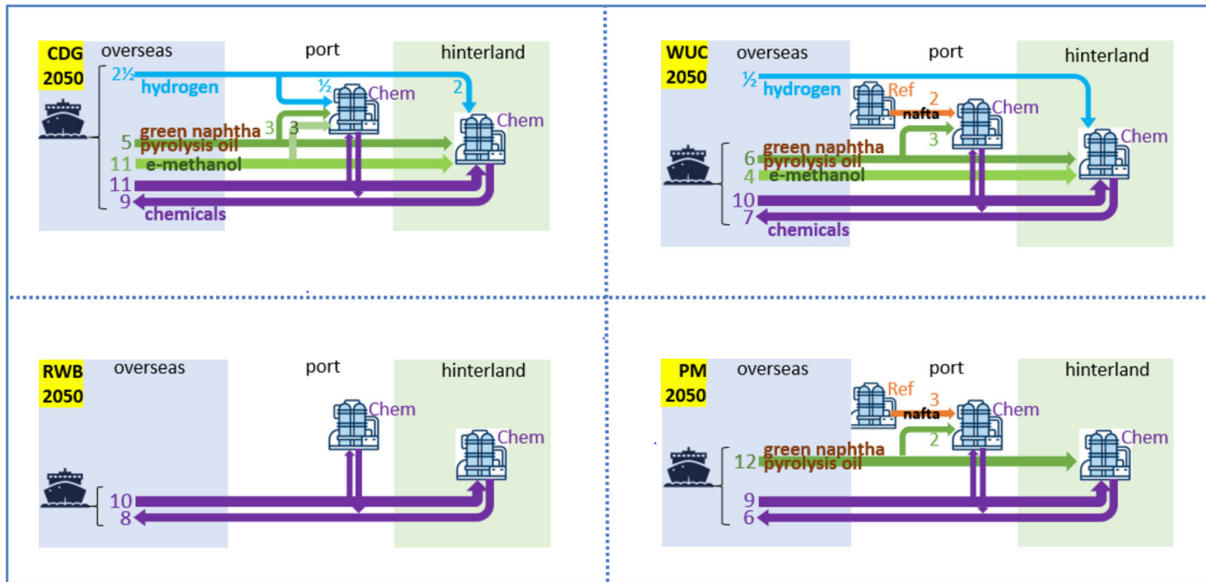 CDG
2050
overseas
port
hinterland
2½
hydrogen
½
2
Chem
Chem
3
3
green naphtha
5
pyrolysis oil
11
e-methanol
11
9
chemicals
WUC
2050
overseas
port
hinterland
½
hydrogen
Ref
2
nafta
Chem
Chem
3
green naphtha
6
pyrolysis oil
4
e-methanol
10
7
chemicals
RWB
2050
overseas
port
hinterland
Chem
Chem
10
8
PM
2050
overseas
port
hinterland
Ref
3
nafta
Chem
Chem
2
green naphtha
12
pyrolysis oil
9
6